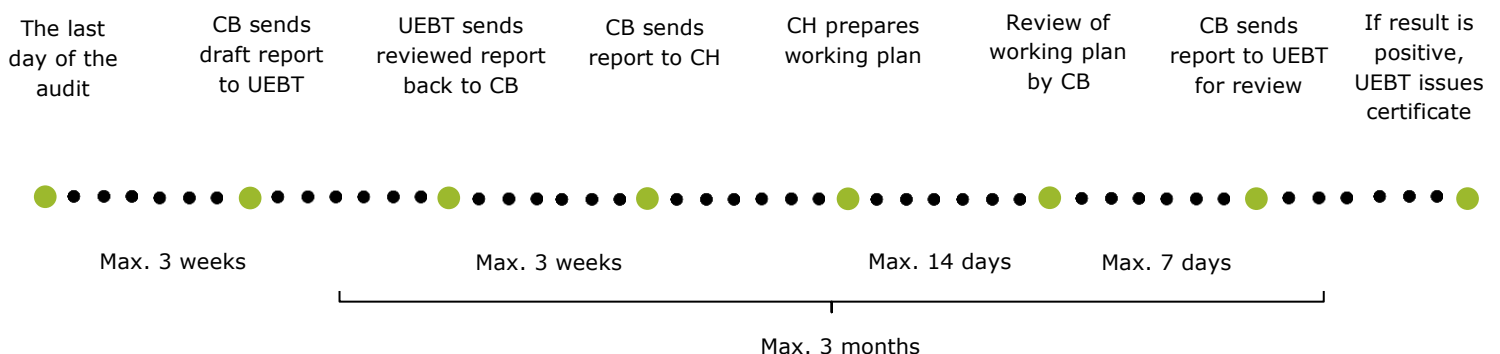 The last
day of the
audit
CB sends
draft report
to UEBT
UEBT sends
reviewed report
back to CB
CB sends
report to CH
CH prepares
working plan
Review of
working plan
by CB
CB sends
report to UEBT
for review
If result is
positive,
UEBT issues
certificate
Max. 3 weeks
Max. 3 weeks
Max. 14 days
Max. 7 days
Max. 3 months